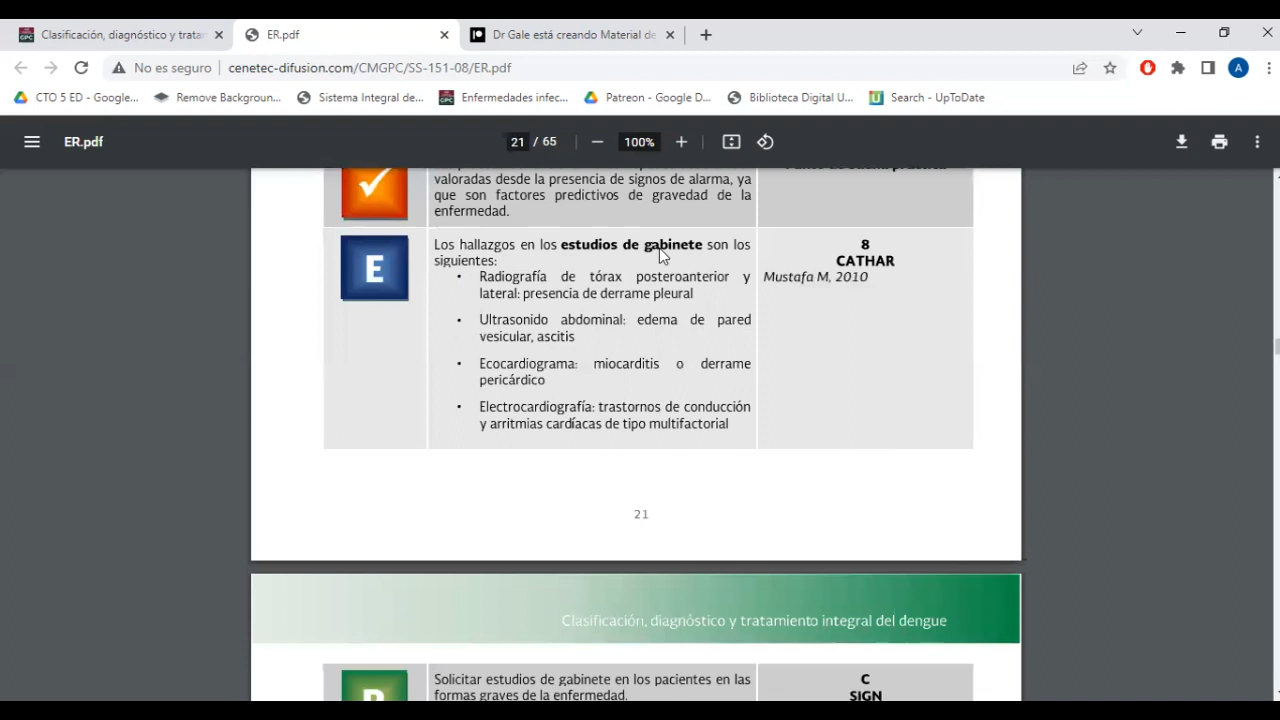 Clasificación, diagnóstico y trata
ER.pdf
Dr Gale está creando Material de
No es seguro
cenetec-difusion.com/CMGPC/SS-151-08/ER.pdf
A
CTO 5 ED - Google...
Remove Backgroun...
Sistema Integral de...
Enfermedades infec...
Patreon - Google D...
Biblioteca Digital U...
Search - UpToDate
ER.pdf
21 / 65
100%
valoradas desde la presencia de signos de alarma, ya
que son factores predictivos de gravedad de la
enfermedad.
E
Los hallazgos en los estudios de gabinete son los
siguientes:
• Radiografía de tórax posteroanterior y
lateral: presencia de derrame pleural
• Ultrasonido abdominal: edema de pared
vesicular, ascitis
• Ecocardiograma: miocarditis o derrame
pericárdico
• Electrocardiografía: trastornos de conducción
y arritmias cardíacas de tipo multifactorial
8
CATHAR
Mustafa M, 2010
21
Clasificación, diagnóstico y tratamiento integral del dengue
R
Solicitar estudios de gabinete en los pacientes en las
formas graves de la enfermedad.
C
SIGN